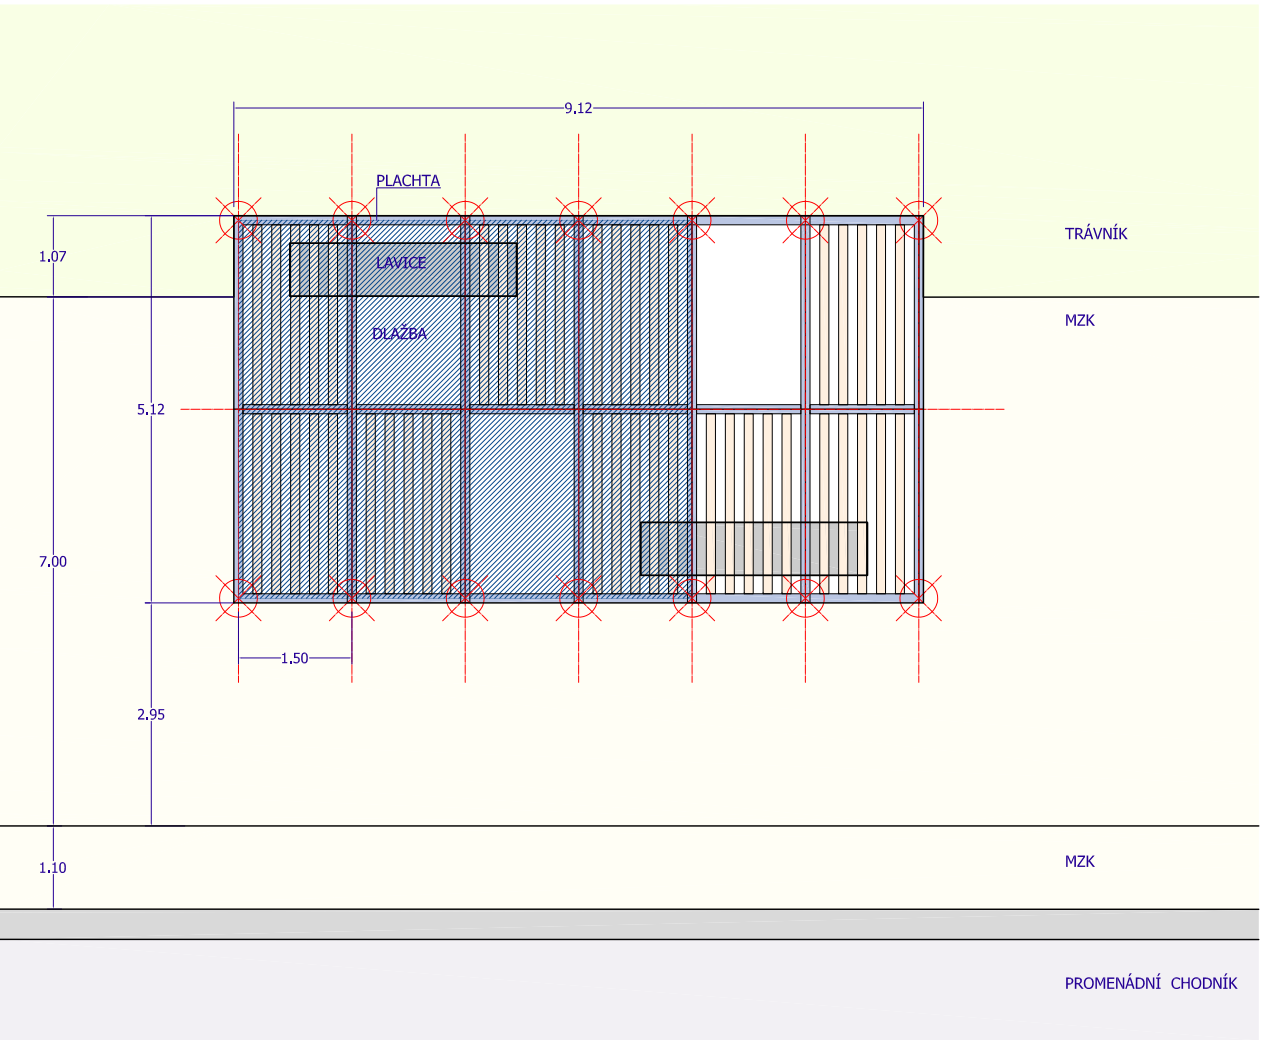 9.12
PLACHTA
TRÁVNÍK
1.07
LAVICE
MZK
DLAŽBA
5.12
7.00
1.50
2.95
MZK
1.10
PROMENÁDNÍ CHODNÍK